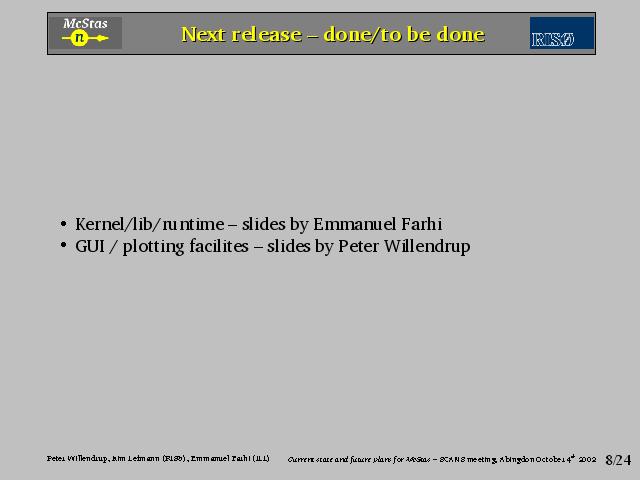 McStas
n
Next release – done/to be done
RISØ
• Kernel/lib/runtime – slides by Emmanuel Farhi
• GUI / plotting facilites – slides by Peter Willendrup
Peter Willendrup, Kim Lefmann (RISØ), Emmanuel Farhi (ILL)
Current state and future plans for McStas – SCANS meeting, Abingdon October 4th 2002
8/24